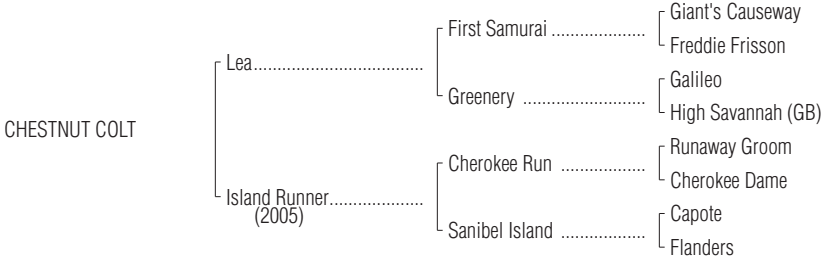 Giant's Causeway
First Samurai ......................
Freddie Frisson
Lea..................................
Galileo
Greenery ............................
High Savannah (GB)
CHESTNUT COLT
Runaway Groom
Cherokee Run ....................
Cherokee Dame
Island Runner......................
(2005)
Capote
Sanibel Island ....................
Flanders